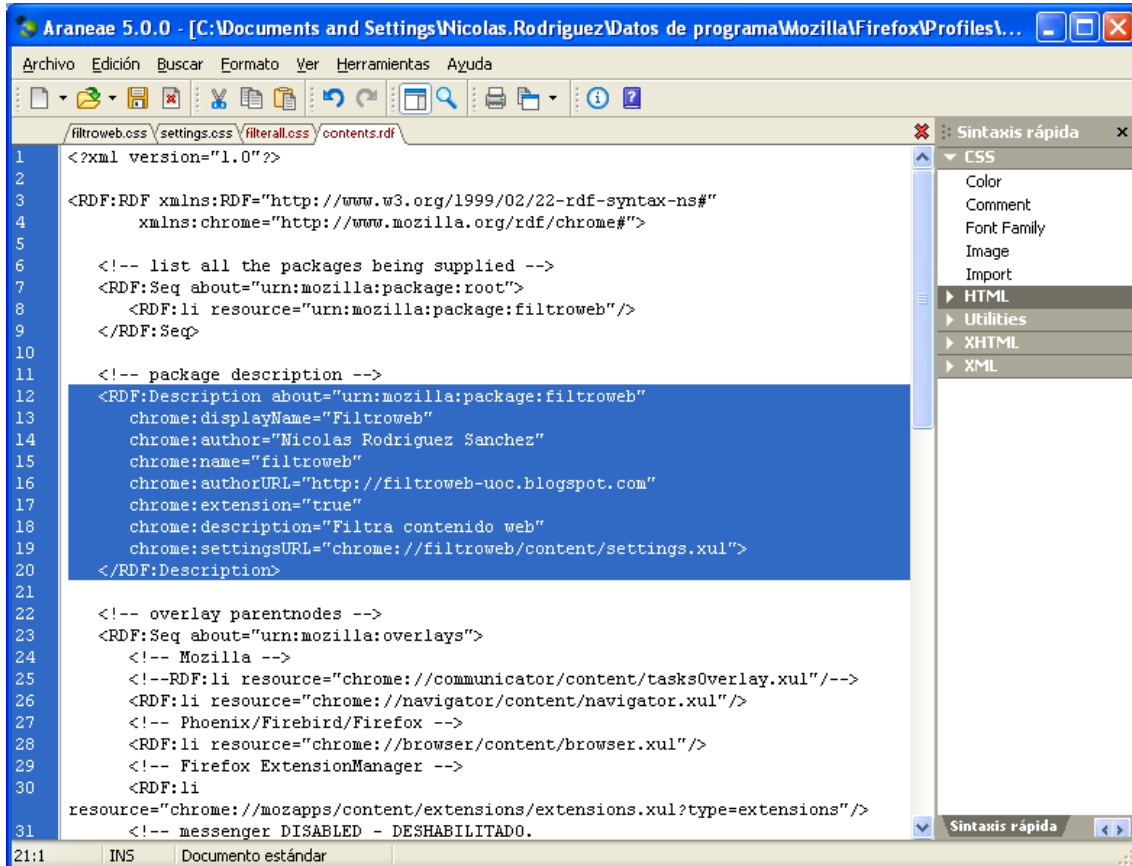 Araneae 5.0.0 - [C:\Documents and Settings\Nicolas.Rodriguez\Datos de programa\Mozilla\Firefox\Profiles\...
Archivo Edición Buscar Formato Ver Herramientas Ayuda
filtroweb.css settings.css filterall.css contents.rdf
Sintaxis rápida
CSS
Color
Comment
Font Family
Image
Import
HTML
Utilities
XHTML
XML
1 <?xml version="1.0"?>
2
3 <RDF:RDF xmlns:RDF="http://www.w3.org/1999/02/22-rdf-syntax-ns#"
4 xmlns:chrome="http://www.mozilla.org/rdf/chrome#">
5
6 <!-- list all the packages being supplied -->
7 <RDF:Seq about="urn:mozilla:package:root">
8 <RDF:li resource="urn:mozilla:package:filtroweb"/>
9 </RDF:Seq>
10
11 <!-- package description -->
12 <RDF:Description about="urn:mozilla:package:filtroweb"
13 chrome:displayName="Filtroweb"
14 chrome:author="Nicolas Rodriguez Sanchez"
15 chrome:name="filtroweb"
16 chrome:authorURL="http://filtroweb-uoc.blogspot.com"
17 chrome:extension="true"
18 chrome:description="Filtra contenido web"
19 chrome:settingsURL="chrome://filtroweb/content/settings.xul">
20 </RDF:Description>
21
22 <!-- overlay parentnodes -->
23 <RDF:Seq about="urn:mozilla:overlays">
24 <!-- Mozilla -->
25 <!--RDF:li resource="chrome://communicator/content/tasksOverlay.xul"/-->
26 <RDF:li resource="chrome://navigator/content/navigator.xul"/>
27 <!-- Phoenix/Firebird/Firefox -->
28 <RDF:li resource="chrome://browser/content/browser.xul"/>
29 <!-- Firefox ExtensionManager -->
30 <RDF:li
resource="chrome://mozapps/content/extensions/extensions.xul?type=extensions"/>
31 <!-- messenger DISABLED - DESHABILITADO.
Sintaxis rápida
21:1 INS Documento estándar